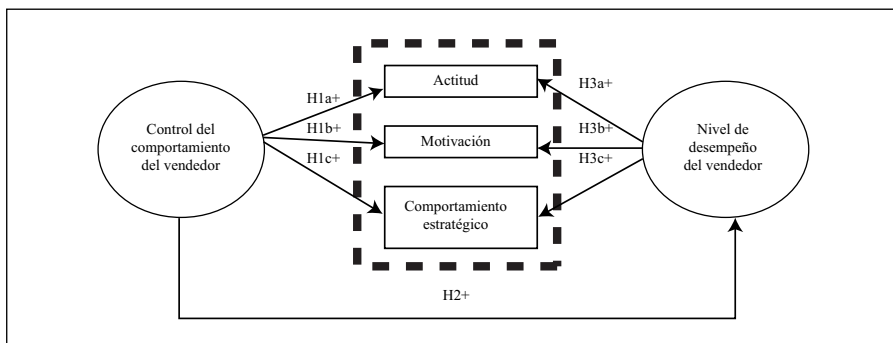 Control del
comportamiento
del vendedor
H1a+
H1b+
H1c+
Actitud
Motivación
Comportamiento
estratégico
H3a+
H3b+
H3c+
Nivel de
desempeño
del vendedor
H2+